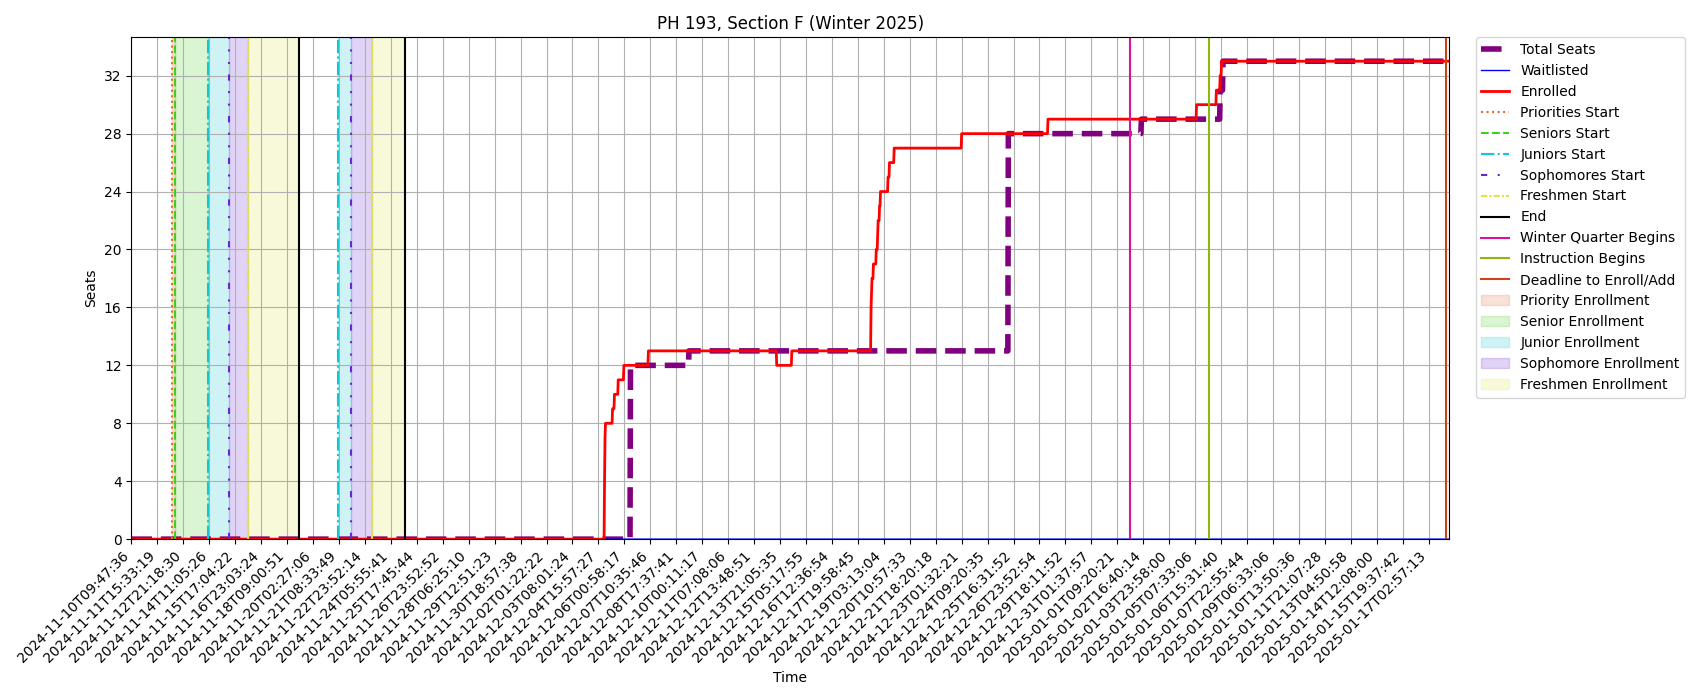 PH 193, Section F (Winter 2025)
Seats
32
28
24
20
16
12
8
4
0
2024-11-10T09:47:36
2024-11-11T15:33:19
2024-11-12T21:18:30
2024-11-14T11:05:26
2024-11-15T17:04:22
2024-11-16T23:03:24
2024-11-18T09:00:51
2024-11-20T02:27:06
2024-11-21T08:33:49
2024-11-22T23:52:14
2024-11-24T05:55:41
2024-11-25T17:45:44
2024-11-26T23:52:52
2024-11-28T06:25:10
2024-11-29T12:51:23
2024-11-30T18:57:38
2024-12-02T01:22:22
2024-12-03T08:01:24
2024-12-04T15:57:27
2024-12-06T00:58:17
2024-12-07T10:35:46
2024-12-08T17:37:41
2024-12-10T00:11:17
2024-12-11T07:08:06
2024-12-12T13:48:51
2024-12-13T21:05:35
2024-12-15T05:17:55
2024-12-16T12:36:54
2024-12-17T19:58:45
2024-12-19T03:13:04
2024-12-20T10:57:33
2024-12-21T18:20:18
2024-12-23T01:32:21
2024-12-24T09:20:35
2024-12-25T16:31:52
2024-12-26T23:52:54
2024-12-29T18:11:52
2024-12-31T01:37:57
2025-01-01T09:20:21
2025-01-02T16:40:14
2025-01-03T23:58:00
2025-01-05T07:33:06
2025-01-06T15:31:40
2025-01-07T22:55:44
2025-01-09T06:33:06
2025-01-10T13:50:36
2025-01-11T21:07:28
2025-01-13T04:50:58
2025-01-14T12:08:00
2025-01-15T19:37:42
2025-01-17T02:57:13
Time
Total Seats
Waitlisted
Enrolled
Priorities Start
Seniors Start
Juniors Start
Sophomores Start
Freshmen Start
End
Winter Quarter Begins
Instruction Begins
Deadline to Enroll/Add
Priority Enrollment
Senior Enrollment
Junior Enrollment
Sophomore Enrollment
Freshmen Enrollment